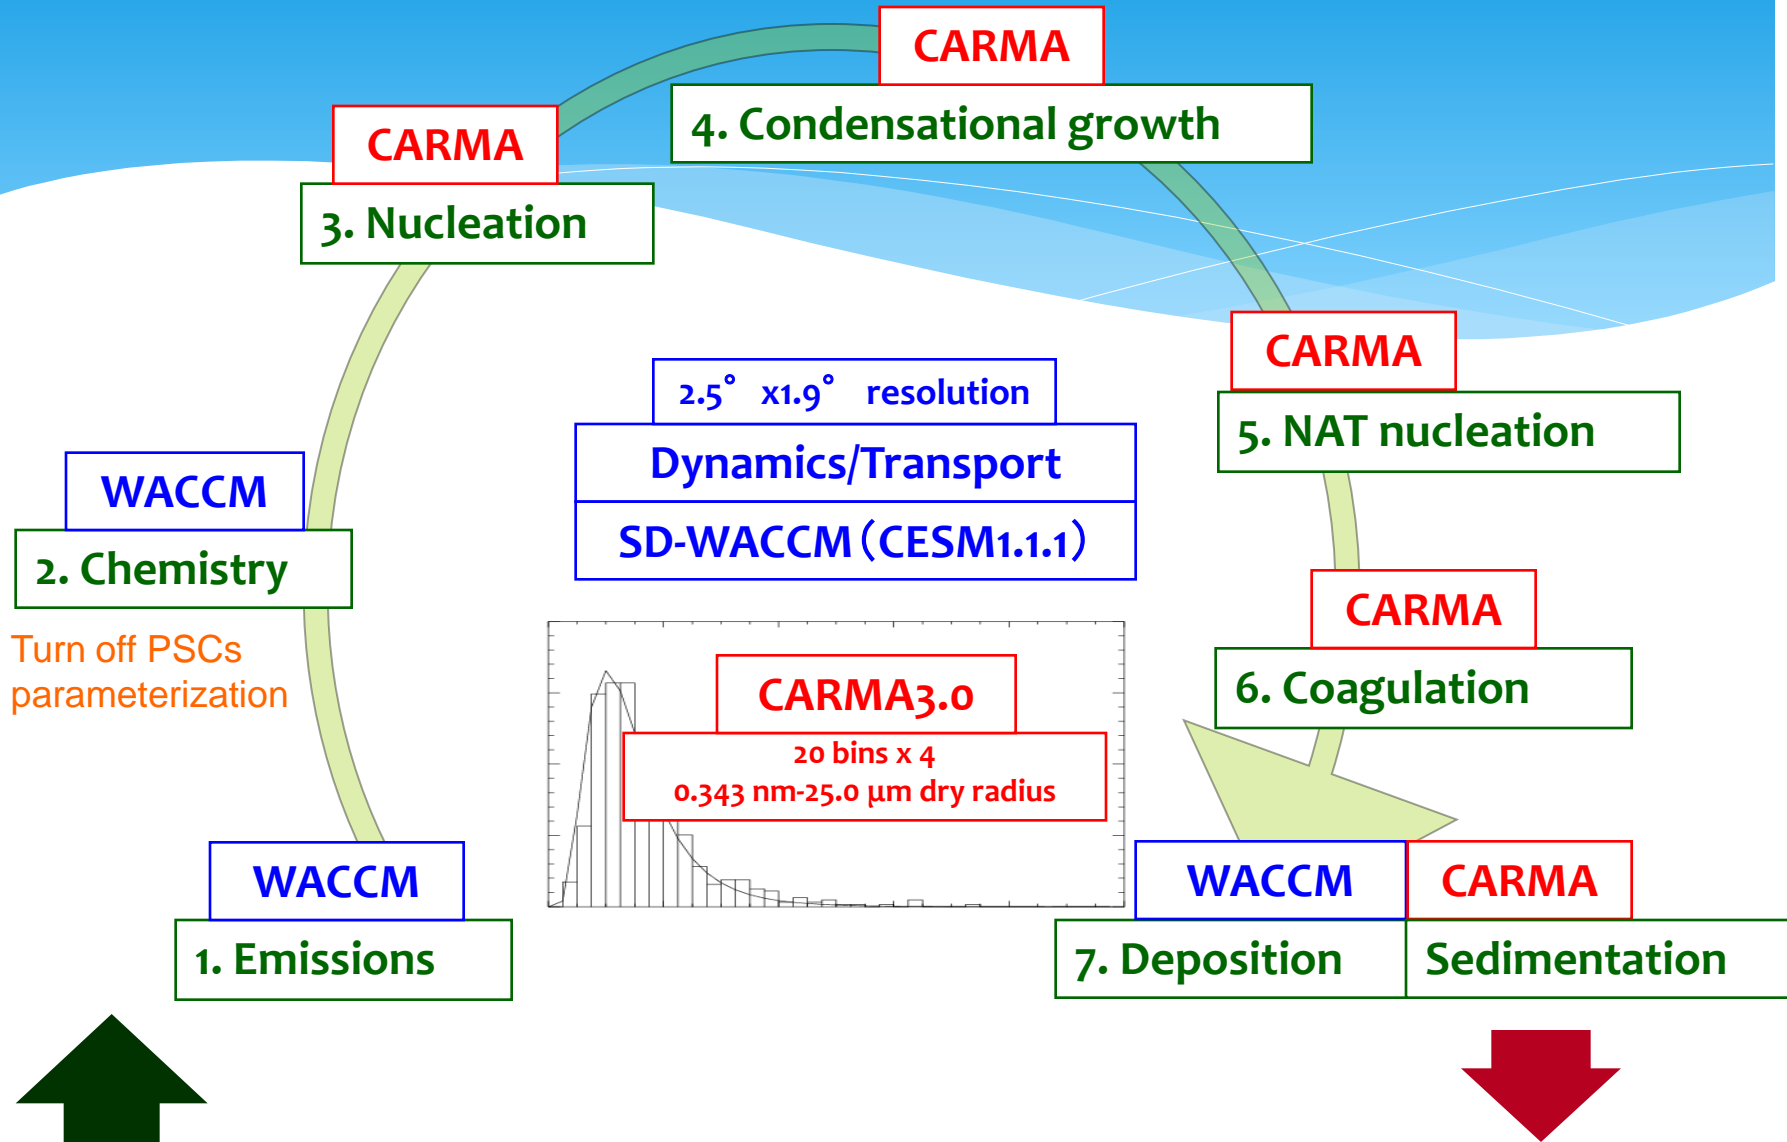 CARMA
4. Condensational growth
CARMA
3. Nucleation
CARMA
5. NAT nucleation
2.5° x1.9° resolution
Dynamics/Transport
SD-WACCM（CESM1.1.1）
WACCM
2. Chemistry
Turn off PSCs
parameterization
CARMA
6. Coagulation
CARMA3.0
20 bins x 4
0.343 nm-25.0 µm dry radius
WACCM
1. Emissions
WACCM CARMA
7. Deposition Sedimentation